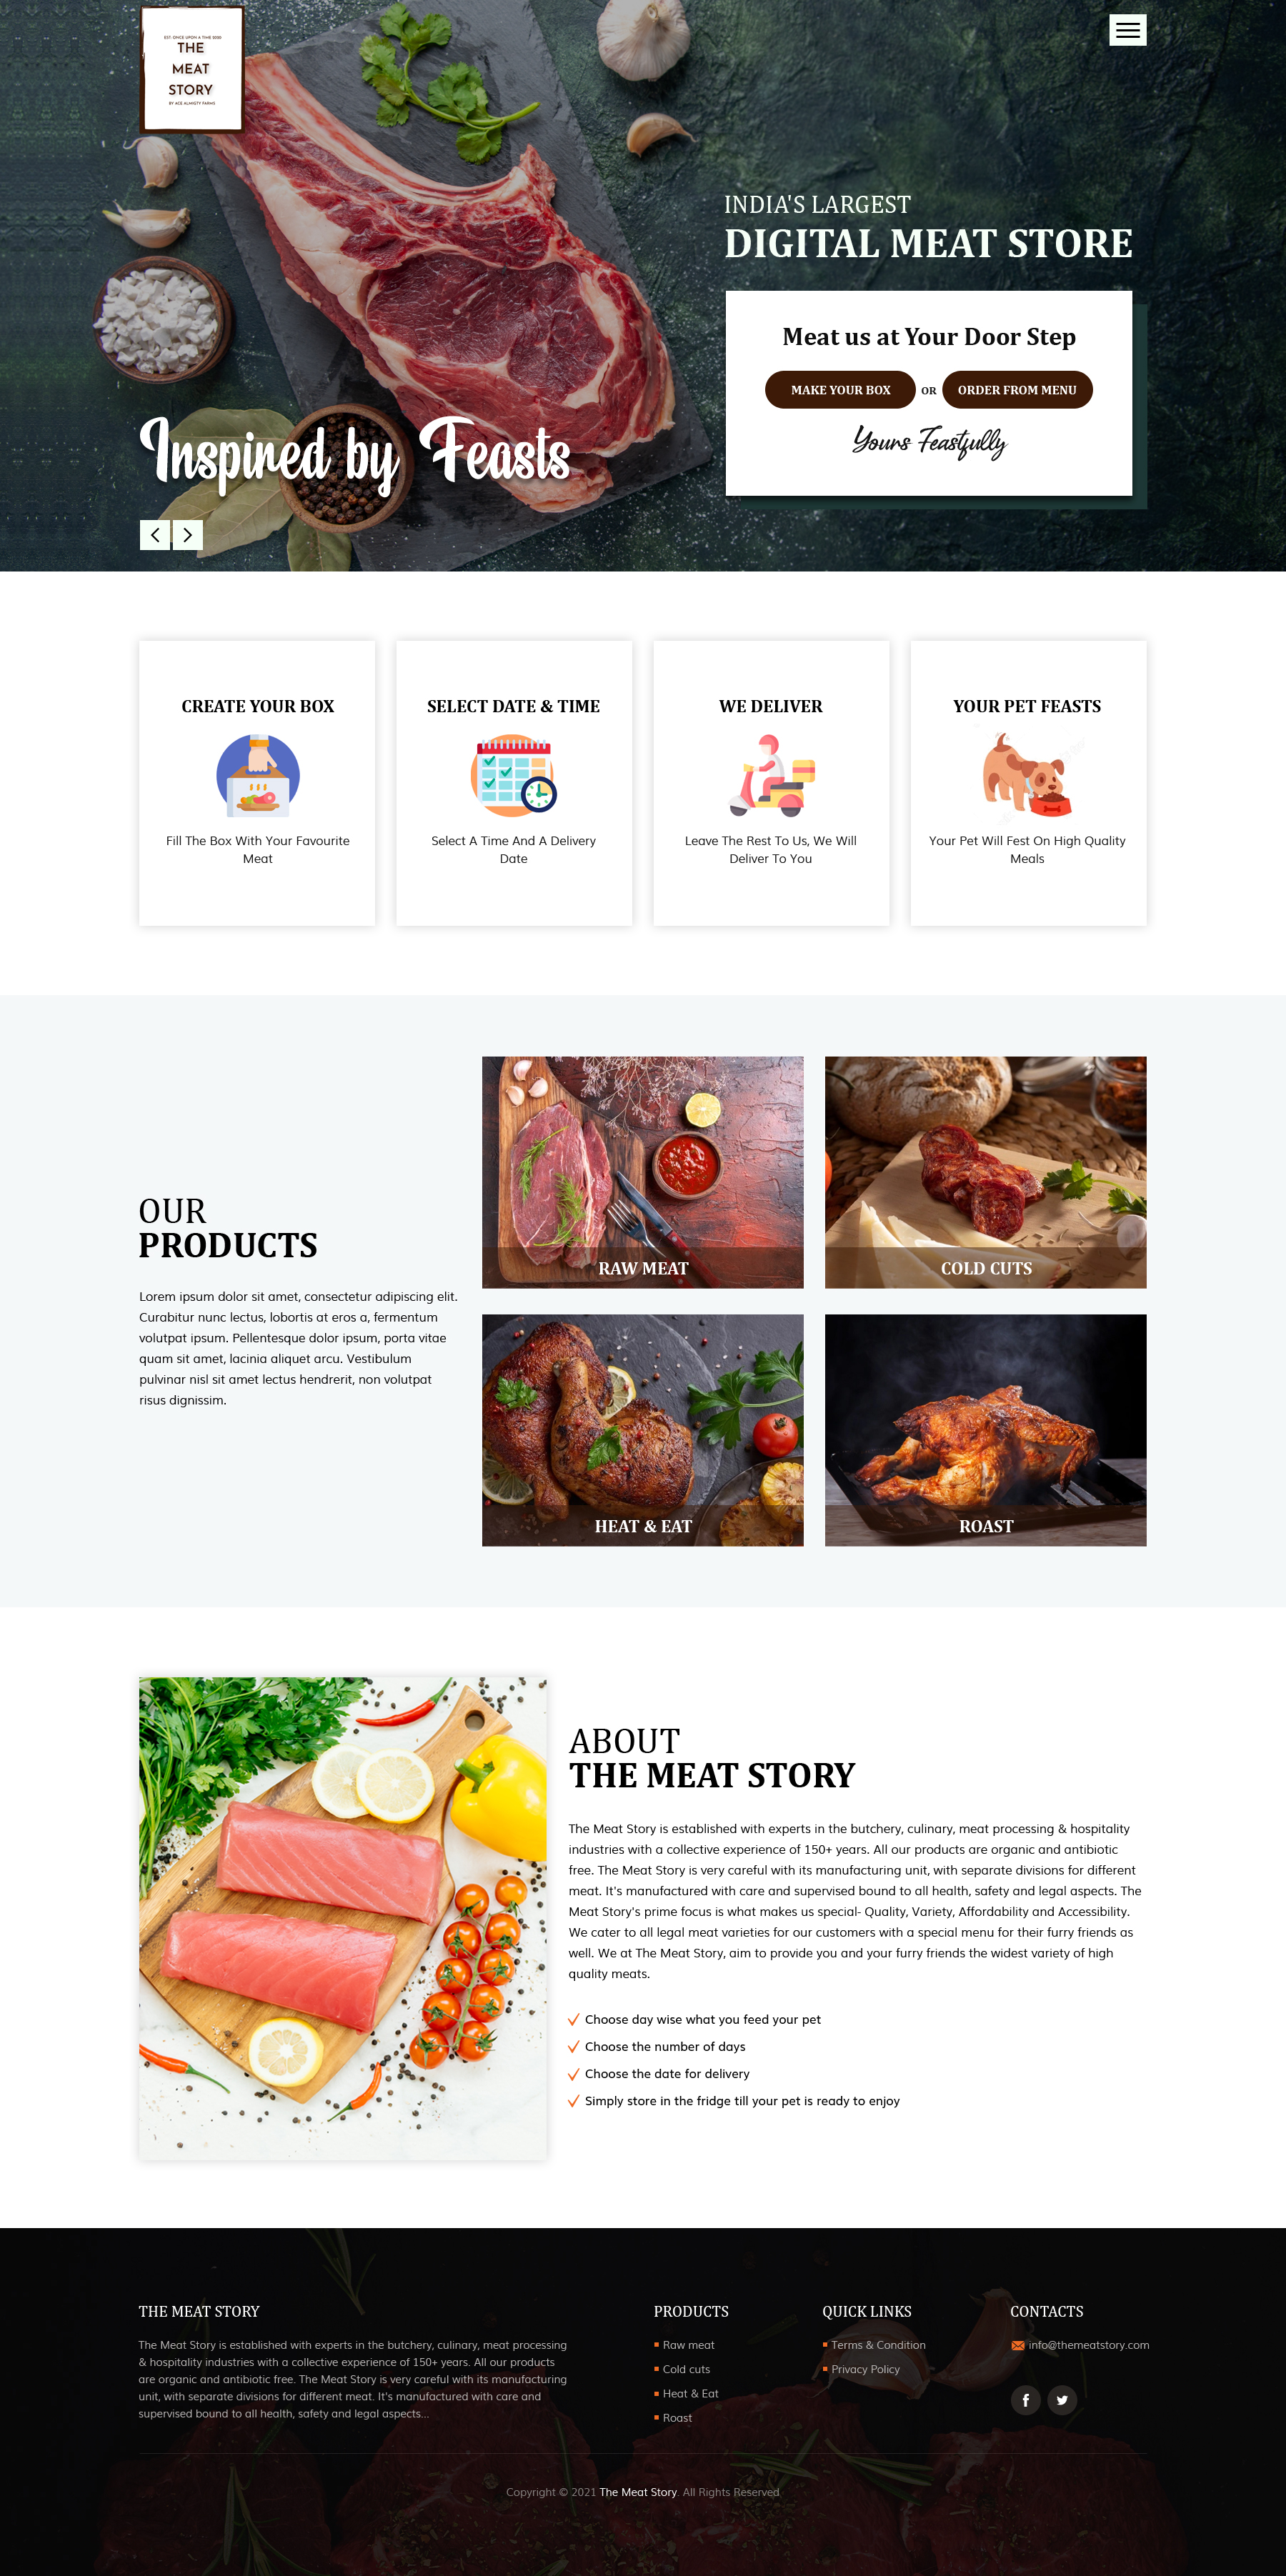 EST. ONCE UPON A TIME 2020
THE
MEAT
STORY
BY ACE ALMIGTY FARMS
INDIA'S LARGEST
DIGITAL MEAT STORE
Meat us at Your Door Step
MAKE YOUR BOX OR ORDER FROM MENU
Yours Feastfully
Inspired by Feasts
CREATE YOUR BOX
Fill The Box With Your Favourite
Meat
SELECT DATE & TIME
Select A Time And A Delivery
Date
WE DELIVER
Leave The Rest To Us, We Will
Deliver To You
YOUR PET FEASTS
Your Pet Will Fest On High Quality
Meals
OUR
PRODUCTS
Lorem ipsum dolor sit amet, consectetur adipiscing elit.
Curabitur nunc lectus, lobortis at eros a, fermentum
volutpat ipsum. Pellentesque dolor ipsum, porta vitae
quam sit amet, lacinia aliquet arcu. Vestibulum
pulvinar nisl sit amet lectus hendrerit, non volutpat
risus dignissim.
RAW MEAT
COLD CUTS
HEAT & EAT
ROAST
ABOUT
THE MEAT STORY
The Meat Story is established with experts in the butchery, culinary, meat processing & hospitality
industries with a collective experience of 150+ years. All our products are organic and antibiotic
free. The Meat Story is very careful with its manufacturing unit, with separate divisions for different
meat. It's manufactured with care and supervised bound to all health, safety and legal aspects. The
Meat Story's prime focus is what makes us special- Quality, Variety, Affordability and Accessibility.
We cater to all legal meat varieties for our customers with a special menu for their furry friends as
well. We at The Meat Story, aim to provide you and your furry friends the widest variety of high
quality meats.
Choose day wise what you feed your pet
Choose the number of days
Choose the date for delivery
Simply store in the fridge till your pet is ready to enjoy
THE MEAT STORY
The Meat Story is established with experts in the butchery, culinary, meat processing
& hospitality industries with a collective experience of 150+ years. All our products
are organic and antibiotic free. The Meat Story is very careful with its manufacturing
unit, with separate divisions for different meat. It's manufactured with care and
supervised bound to all health, safety and legal aspects...
PRODUCTS
Raw meat
Cold cuts
Heat & Eat
Roast
QUICK LINKS
Terms & Condition
Privacy Policy
CONTACTS
info@themeatstory.com
Copyright © 2021 The Meat Story. All Rights Reserved